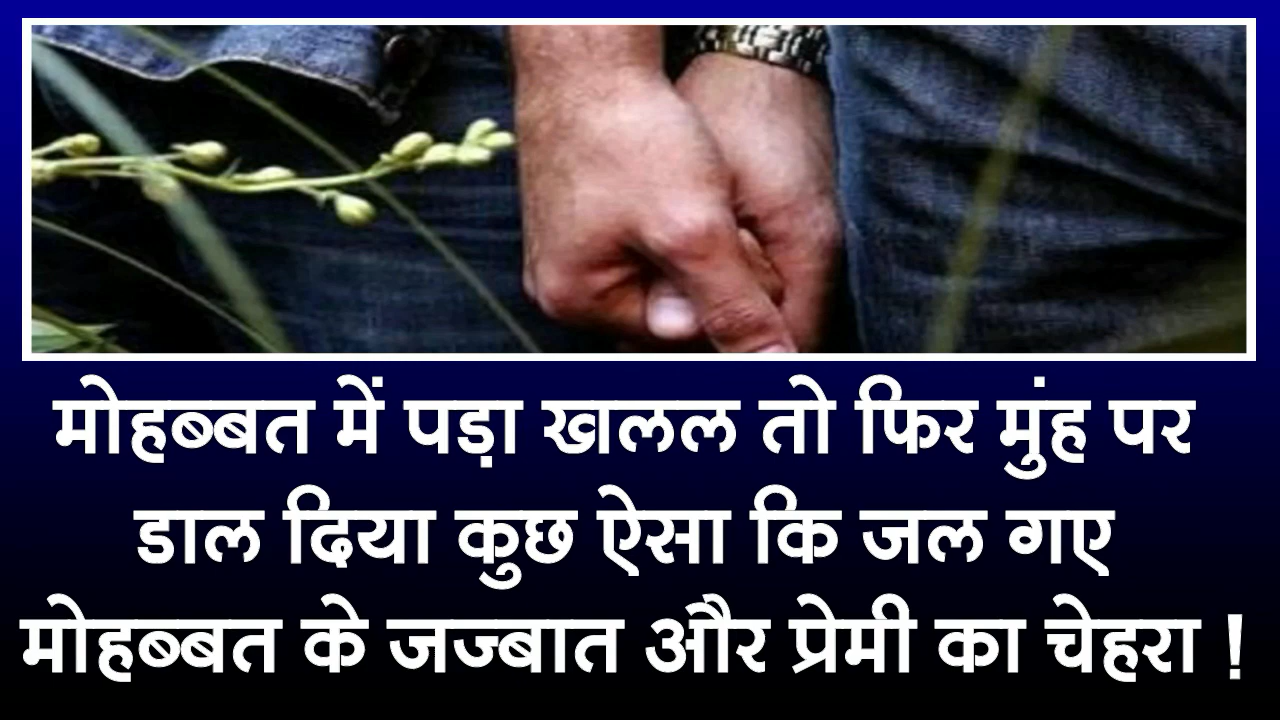 मोहब्बत में पड़ा खलल तो फिर मुंह पर
डाल दिया कुछ ऐसा कि जल गए
मोहब्बत के जज्बात और प्रेमी का चेहरा !